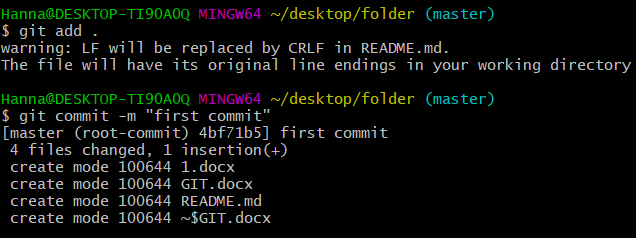 Hanna@DESKTOP-TI90A0Q MINGW64 ~/desktop/folder (master)
$ git add .
warning: LF will be replaced by CRLF in README.md.
The file will have its original line endings in your working directory
Hanna@DESKTOP-TI90A0Q MINGW64 ~/desktop/folder (master)
$ git commit -m "first commit"
[master (root-commit) 4bf71b5] first commit
 4 files changed, 1 insertion(+)
 create mode 100644 1.docx
 create mode 100644 GIT.docx
 create mode 100644 README.md
 create mode 100644 ~$GIT.docx